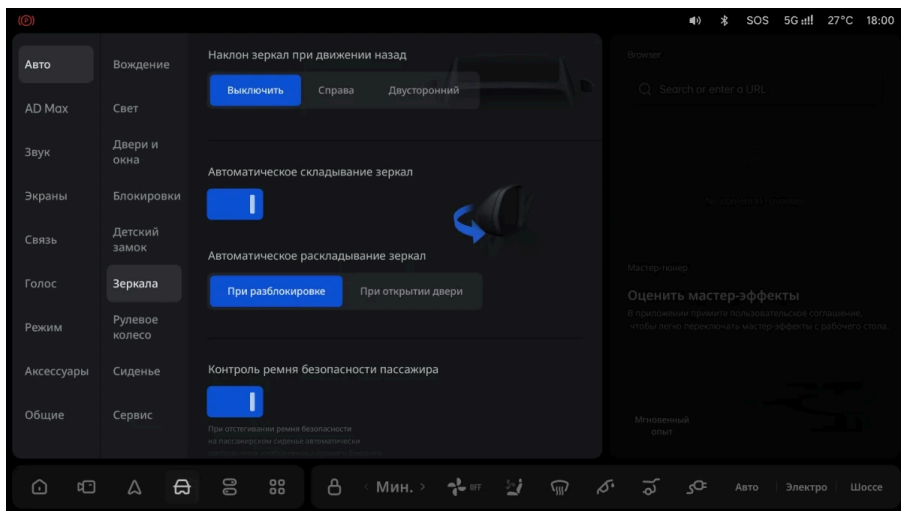 (P)
SOS 5G 27°C 18:00
Авто
AD Max
Звук
Экраны
Связь
Голос
Режим
Аксессуары
Общие
Вождение
Свет
Двери и
окна
Блокировки
Детский
замок
Зеркала
Рулевое
колесо
Сиденье
Сервис
Наклон зеркал при движении назад
Выключить Справа Двусторонний
Автоматическое складывание зеркал
Автоматическое раскладывание зеркал
При разблокировке При открытии двери
Контроль ремня безопасности пассажира
При отстегивании ремня безопасности
на пассажирском сиденье автоматически
Browser
Search or enter a URL
Мастер-тюнер
Оценить мастер-эффекты
В приложении примите пользовательское соглашение,
чтобы легко переключать мастер-эффекты с рабочего стола.
Мгновенный
опыт
< Мин. > OFF Авто Электро Шоссе